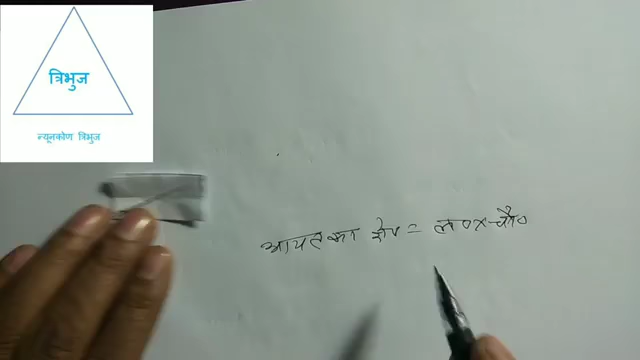 त्रिभुज
न्यूनकोण त्रिभुज
आयत का क्षे० = ल० × चौ०